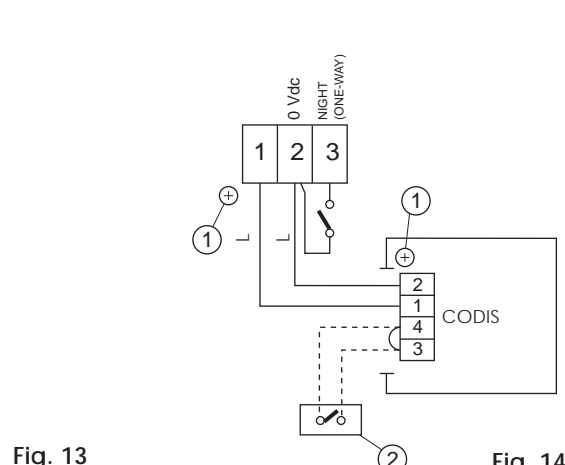 0 Vdc
NIGHT
(ONE-WAY)
1 2 3
1
1
L L
2
1
4
3
CODIS
2
Fig. 13
Fig. 14